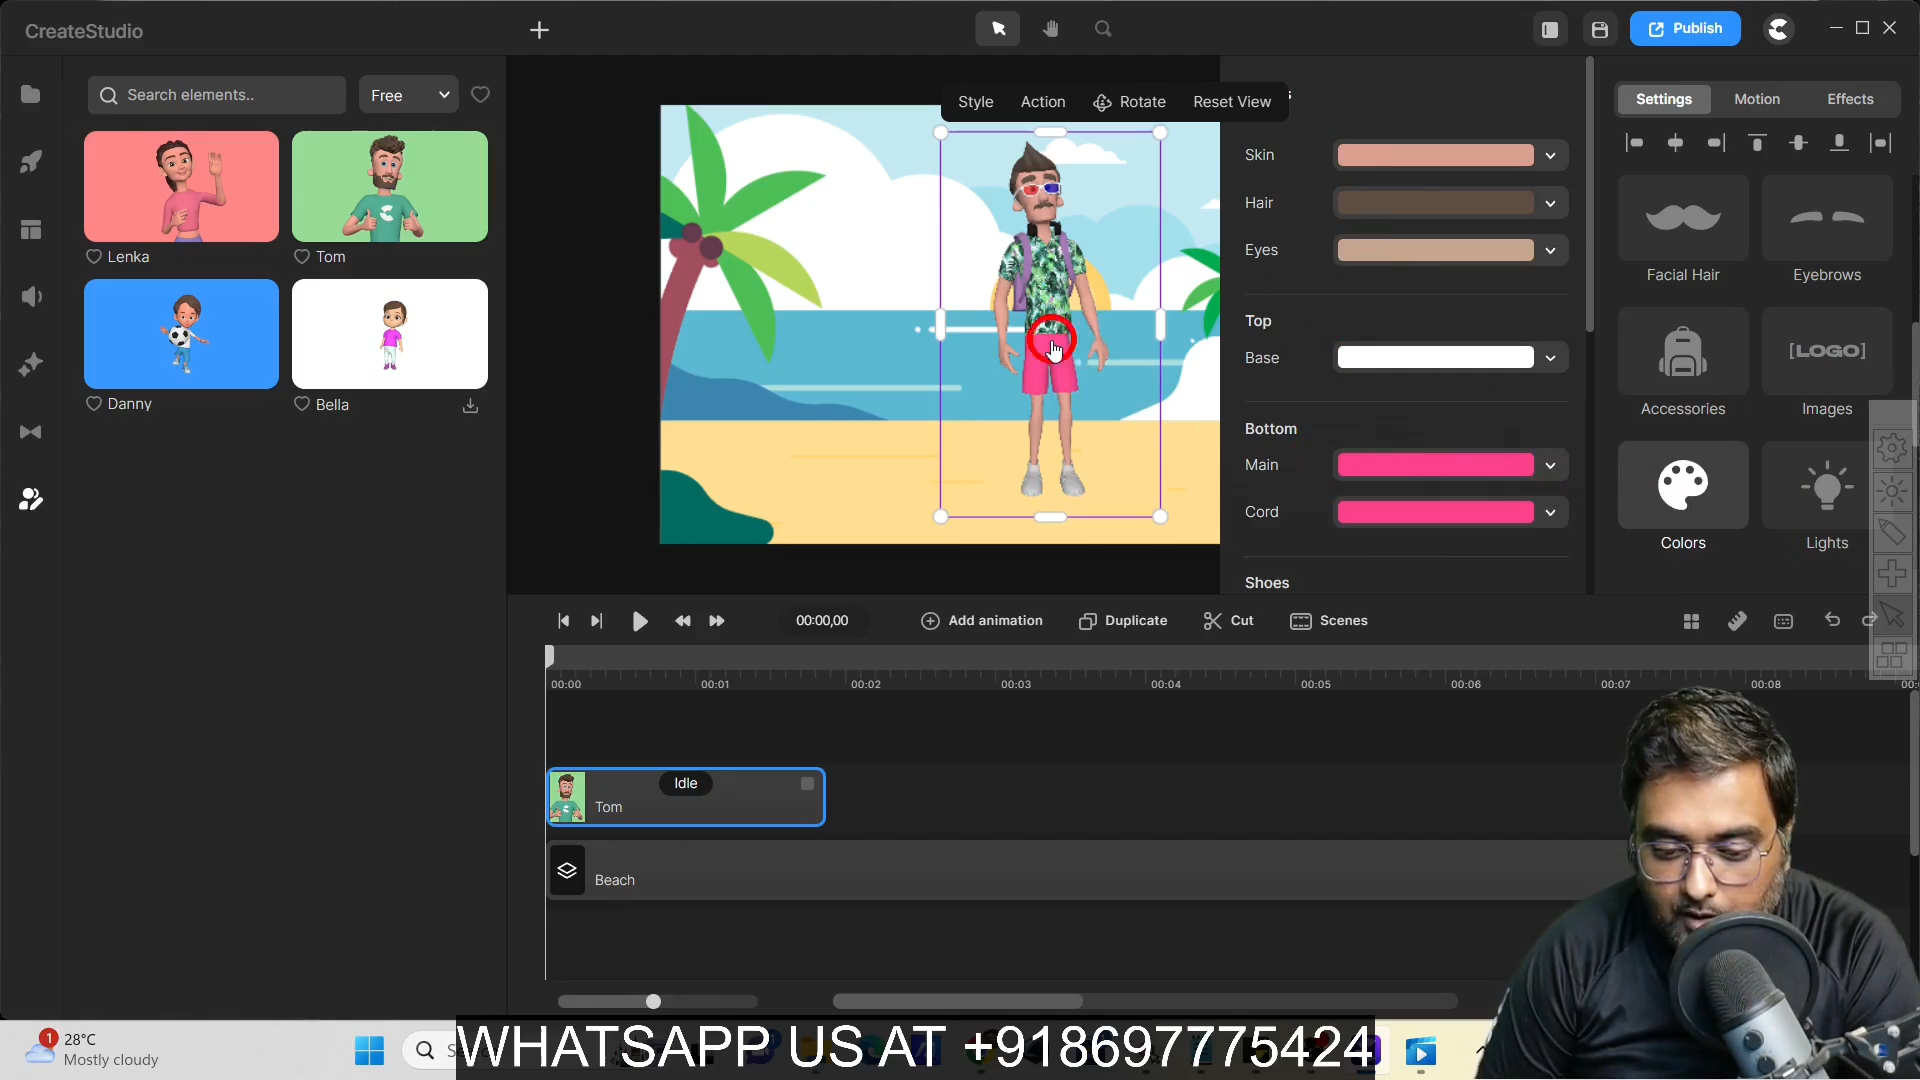 CreateStudio
Publish
Search elements..
Free
Style
Action
Rotate
Reset View
Settings
Motion
Effects
Lenka
Tom
Danny
Bella
Skin
Hair
Eyes
Top
Base
Bottom
Main
Cord
Shoes
Facial Hair
Eyebrows
Accessories
[LOGO]
Images
Colors
Lights
00:00,00
Add animation
Duplicate
Cut
Scenes
00:00
00:01
00:02
00:03
00:04
00:05
00:06
00:07
00:08
Idle
Tom
Beach
1
28°C
Mostly cloudy
WHATSAPP US AT +918697775424